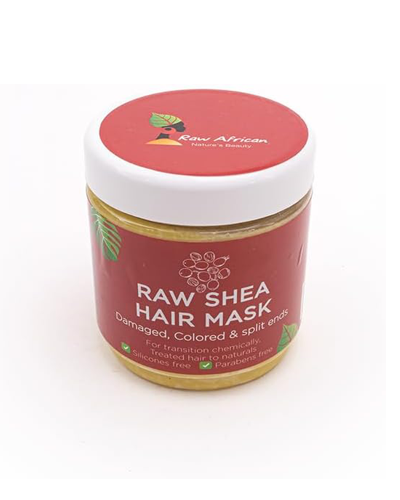 Raw African
Nature's Beauty
RAW SHEA
HAIR MASK
Damaged, Colored & split ends
For transition chemically,
Treated hair to naturals
Silicones free Parabens free